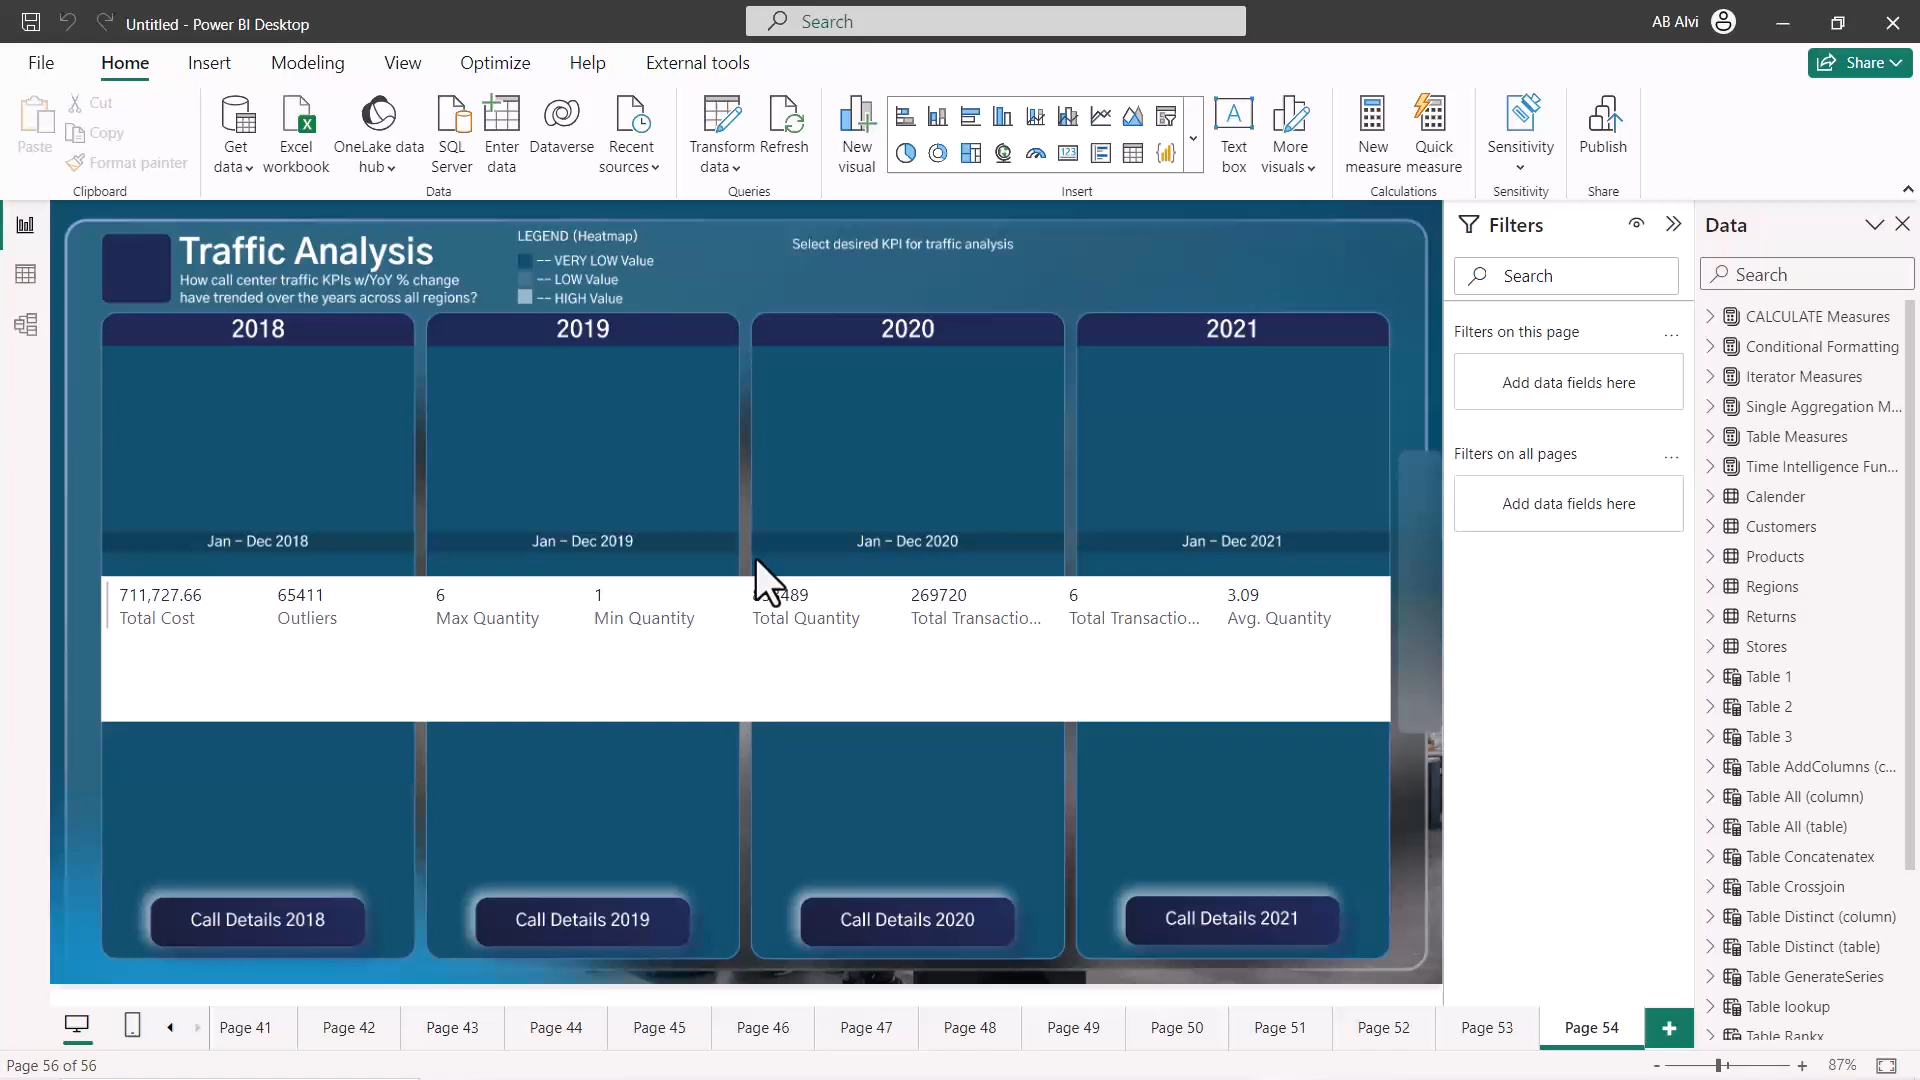 Untitled - Power BI Desktop
Search
AB Alvi
File
Home
Insert
Modeling
View
Optimize
Help
External tools
Share
Paste
Cut
Copy
Format painter
Clipboard
Get data
Excel workbook
OneLake data hub
SQL Server
Enter data
Dataverse
Recent sources
Data
Transform data
Refresh
Queries
New visual
Text box
More visuals
Insert
New measure
Quick measure
Calculations
Sensitivity
Sensitivity
Publish
Share
Traffic Analysis
How call center traffic KPIs w/YoY % change
have trended over the years across all regions?
LEGEND (Heatmap)
-- VERY LOW Value
-- LOW Value
-- HIGH Value
Select desired KPI for traffic analysis
2018
2019
2020
2021
Jan - Dec 2018
Jan - Dec 2019
Jan - Dec 2020
Jan - Dec 2021
711,727.66
65411
6
1
269720
6
3.09
Total Cost
Outliers
Max Quantity
Min Quantity
Total Quantity
Total Transactio...
Total Transactio...
Avg. Quantity
Call Details 2018
Call Details 2019
Call Details 2020
Call Details 2021
Filters
Search
Filters on this page
...
Add data fields here
Filters on all pages
...
Add data fields here
Data
Search
CALCULATE Measures
Conditional Formatting
Iterator Measures
Single Aggregation M...
Table Measures
Time Intelligence Fun...
Calender
Customers
Products
Regions
Returns
Stores
Table 1
Table 2
Table 3
Table AddColumns (c...
Table All (column)
Table All (table)
Table Concatenatex
Table Crossjoin
Table Distinct (column)
Table Distinct (table)
Table GenerateSeries
Table lookup
Table Rankx
Page 41
Page 42
Page 43
Page 44
Page 45
Page 46
Page 47
Page 48
Page 49
Page 50
Page 51
Page 52
Page 53
Page 54
Page 56 of 56
87%